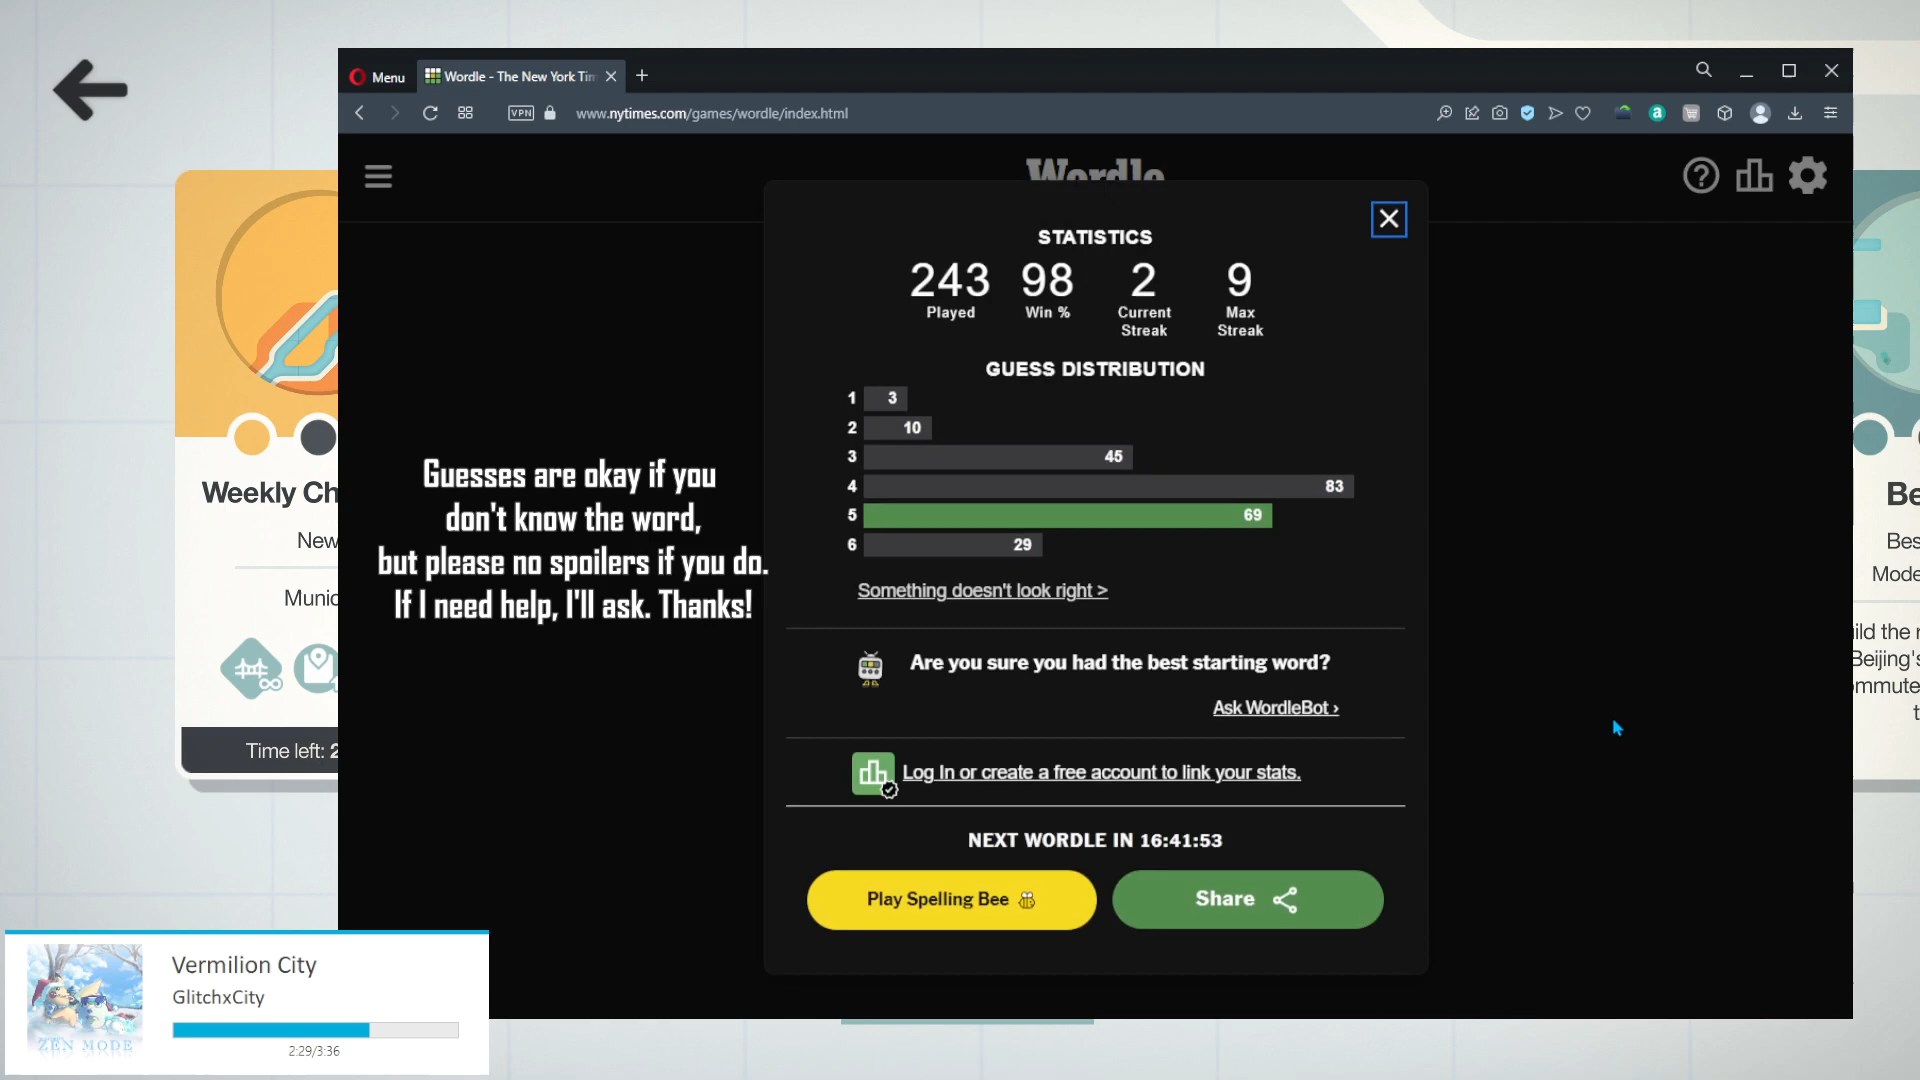 Menu
Wordle - The New York Tim
VPN
www.nytimes.com/games/wordle/index.html
Wordle
STATISTICS
243 98 2 9
Played Win % Current Streak Max Streak
GUESS DISTRIBUTION
1 3
2 10
3 45
4 83
5 69
6 29
Something doesn't look right >
Are you sure you had the best starting word?
Ask WordleBot ›
Log In or create a free account to link your stats.
NEXT WORDLE IN 16:41:53
Play Spelling Bee
Share
Guesses are okay if you
don't know the word,
but please no spoilers if you do.
If I need help, I'll ask. Thanks!
Weekly Ch
New
Munic
Time left: 2
Be
Bes
Mode
ild the r
Beijing's
ommute
t
Vermilion City
GlitchxCity
ZEN MODE
2:29/3:36